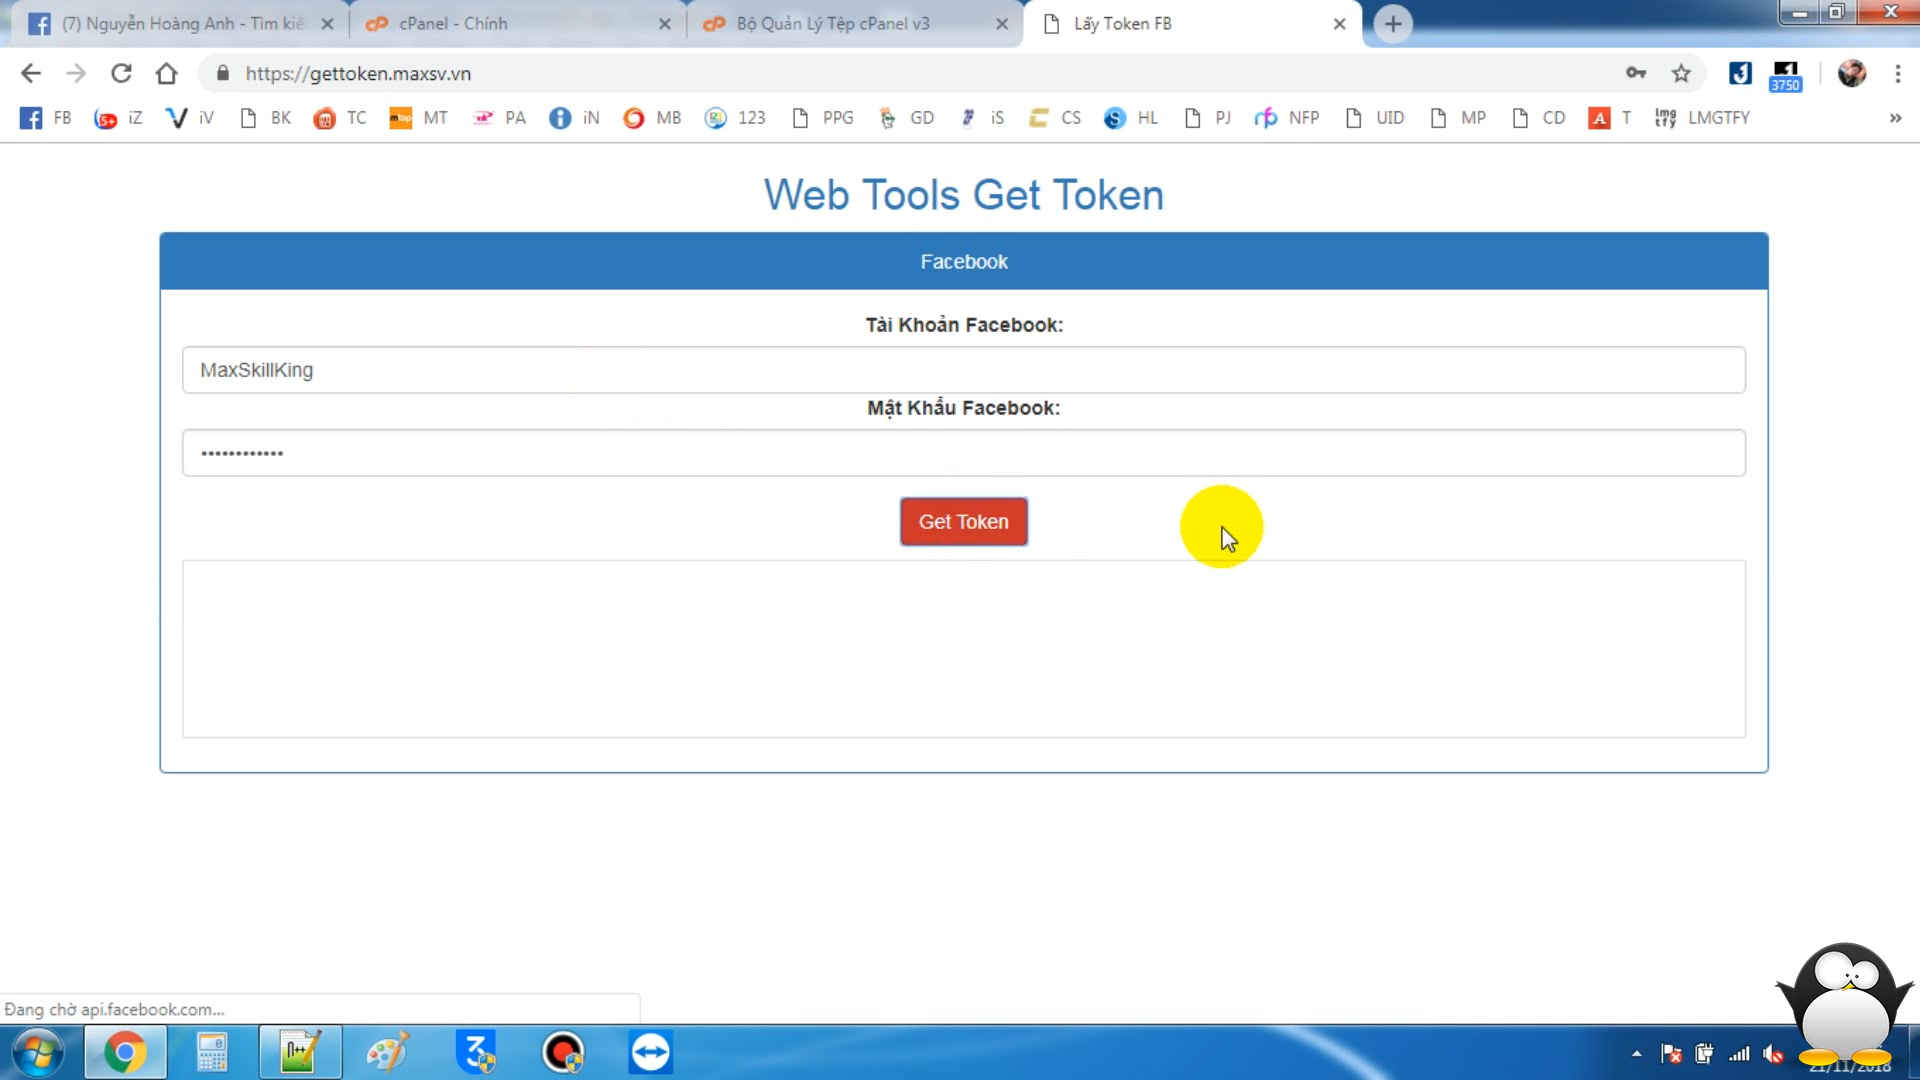 (7) Nguyễn Hoàng Anh - Tìm kiế
cPanel - Chính
Bộ Quản Lý Tệp cPanel v3
Lấy Token FB
https://gettoken.maxsv.vn
3750
FB iZ iV BK TC MT PA iN MB 123 PPG GD iS CS HL PJ NFP UID MP CD T LMGTFY
Web Tools Get Token
Facebook
Tài Khoản Facebook:
MaxSkillKing
Mật Khẩu Facebook:
••••••••••••
Get Token
Đang chờ api.facebook.com...
21/11/2018